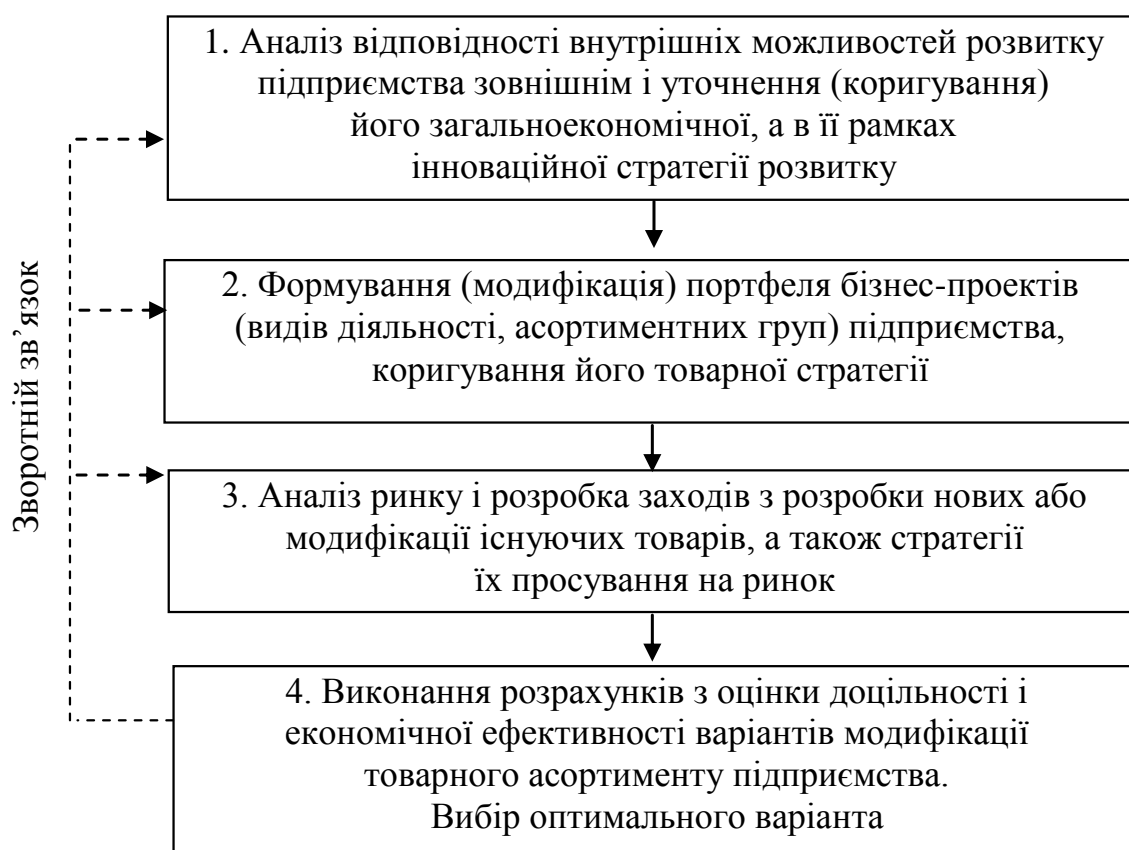 1. Аналіз відповідності внутрішніх можливостей розвитку
підприємства зовнішнім і уточнення (коригування)
його загальноекономічної, а в її рамках
інноваційної стратегії розвитку
2. Формування (модифікація) портфеля бізнес-проектів
(видів діяльності, асортиментних груп) підприємства,
коригування його товарної стратегії
3. Аналіз ринку і розробка заходів з розробки нових або
модифікації існуючих товарів, а також стратегії
їх просування на ринок
4. Виконання розрахунків з оцінки доцільності і
економічної ефективності варіантів модифікації
товарного асортименту підприємства.
Вибір оптимального варіанта
Зворотній зв’язок